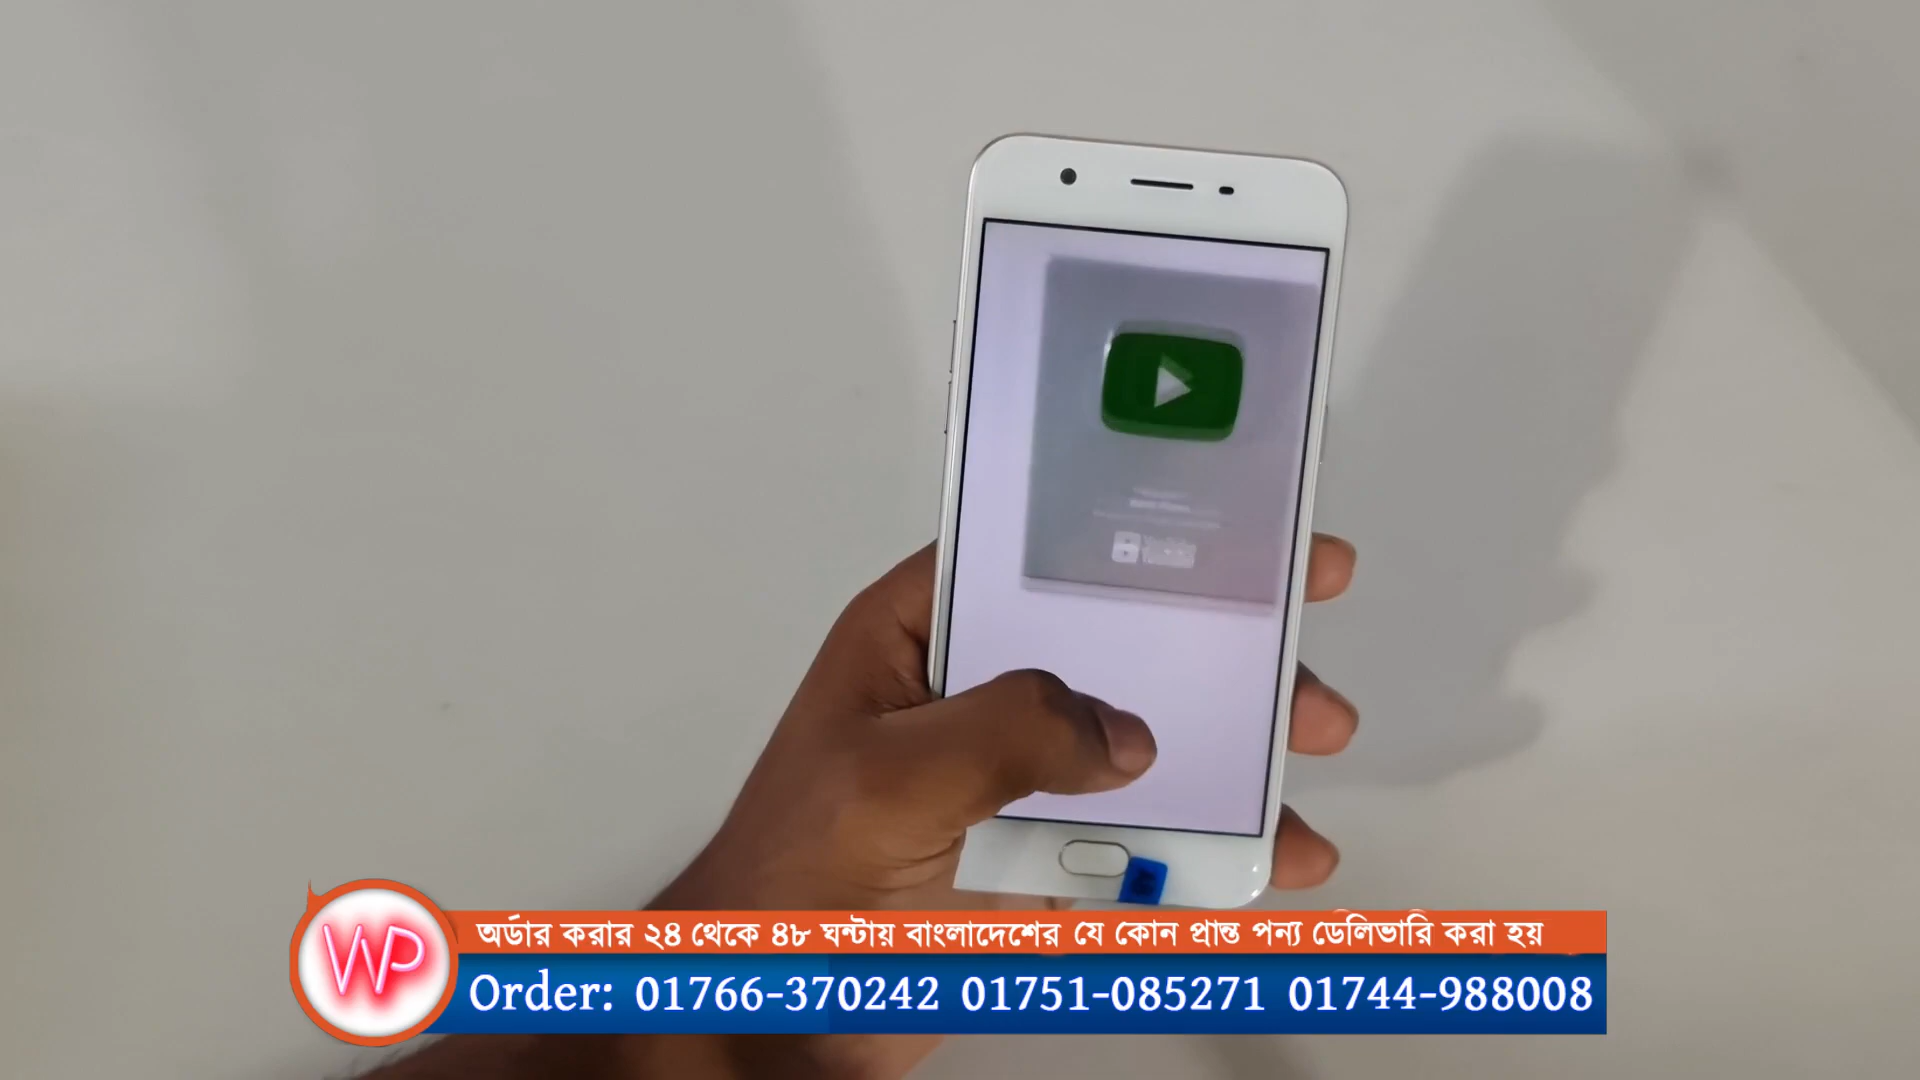 WP
অর্ডার করার ২৪ থেকে ৪৮ ঘন্টায় বাংলাদেশের যে কোন প্রান্ত পন্য ডেলিভারি করা হয়
Order: 01766-370242 01751-085271 01744-988008